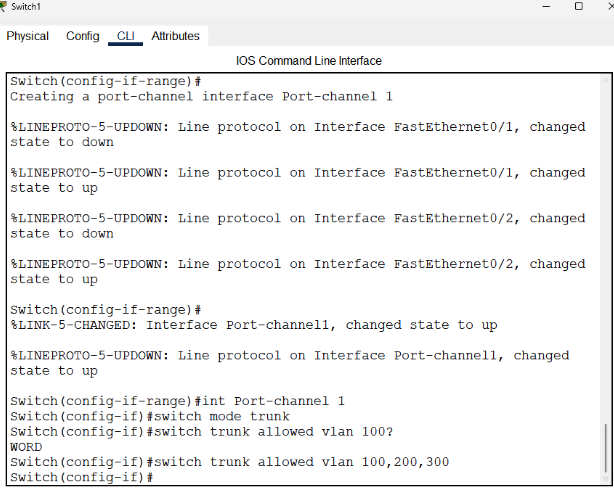 Switch1
Physical Config CLI Attributes
IOS Command Line Interface
Switch(config-if-range)#
Creating a port-channel interface Port-channel 1
%LINEPROTO-5-UPDOWN: Line protocol on Interface FastEthernet0/1, changed
state to down
%LINEPROTO-5-UPDOWN: Line protocol on Interface FastEthernet0/1, changed
state to up
%LINEPROTO-5-UPDOWN: Line protocol on Interface FastEthernet0/2, changed
state to down
%LINEPROTO-5-UPDOWN: Line protocol on Interface FastEthernet0/2, changed
state to up
Switch(config-if-range)#
%LINK-5-CHANGED: Interface Port-channel1, changed state to up
%LINEPROTO-5-UPDOWN: Line protocol on Interface Port-channel1, changed
state to up
Switch(config-if-range)#int Port-channel 1
Switch(config-if)#switch mode trunk
Switch(config-if)#switch trunk allowed vlan 100?
WORD
Switch(config-if)#switch trunk allowed vlan 100,200,300
Switch(config-if)#